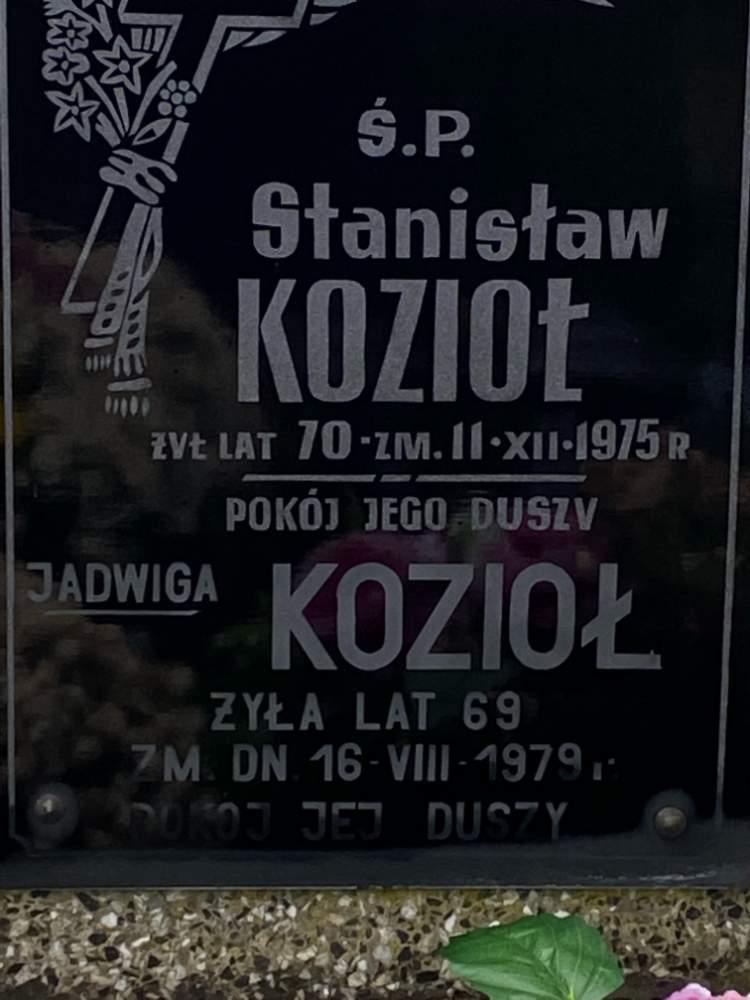 Ś.P.
Stanisław
KOZIOŁ
ŻYŁ LAT 70 · ZM. 11 · XII · 1975 R
POKÓJ JEGO DUSZY
JADWIGA KOZIOŁ
ŻYŁA LAT 69
ZM. DN. 16 - VIII - 1979 r.
POKÓJ JEJ DUSZY